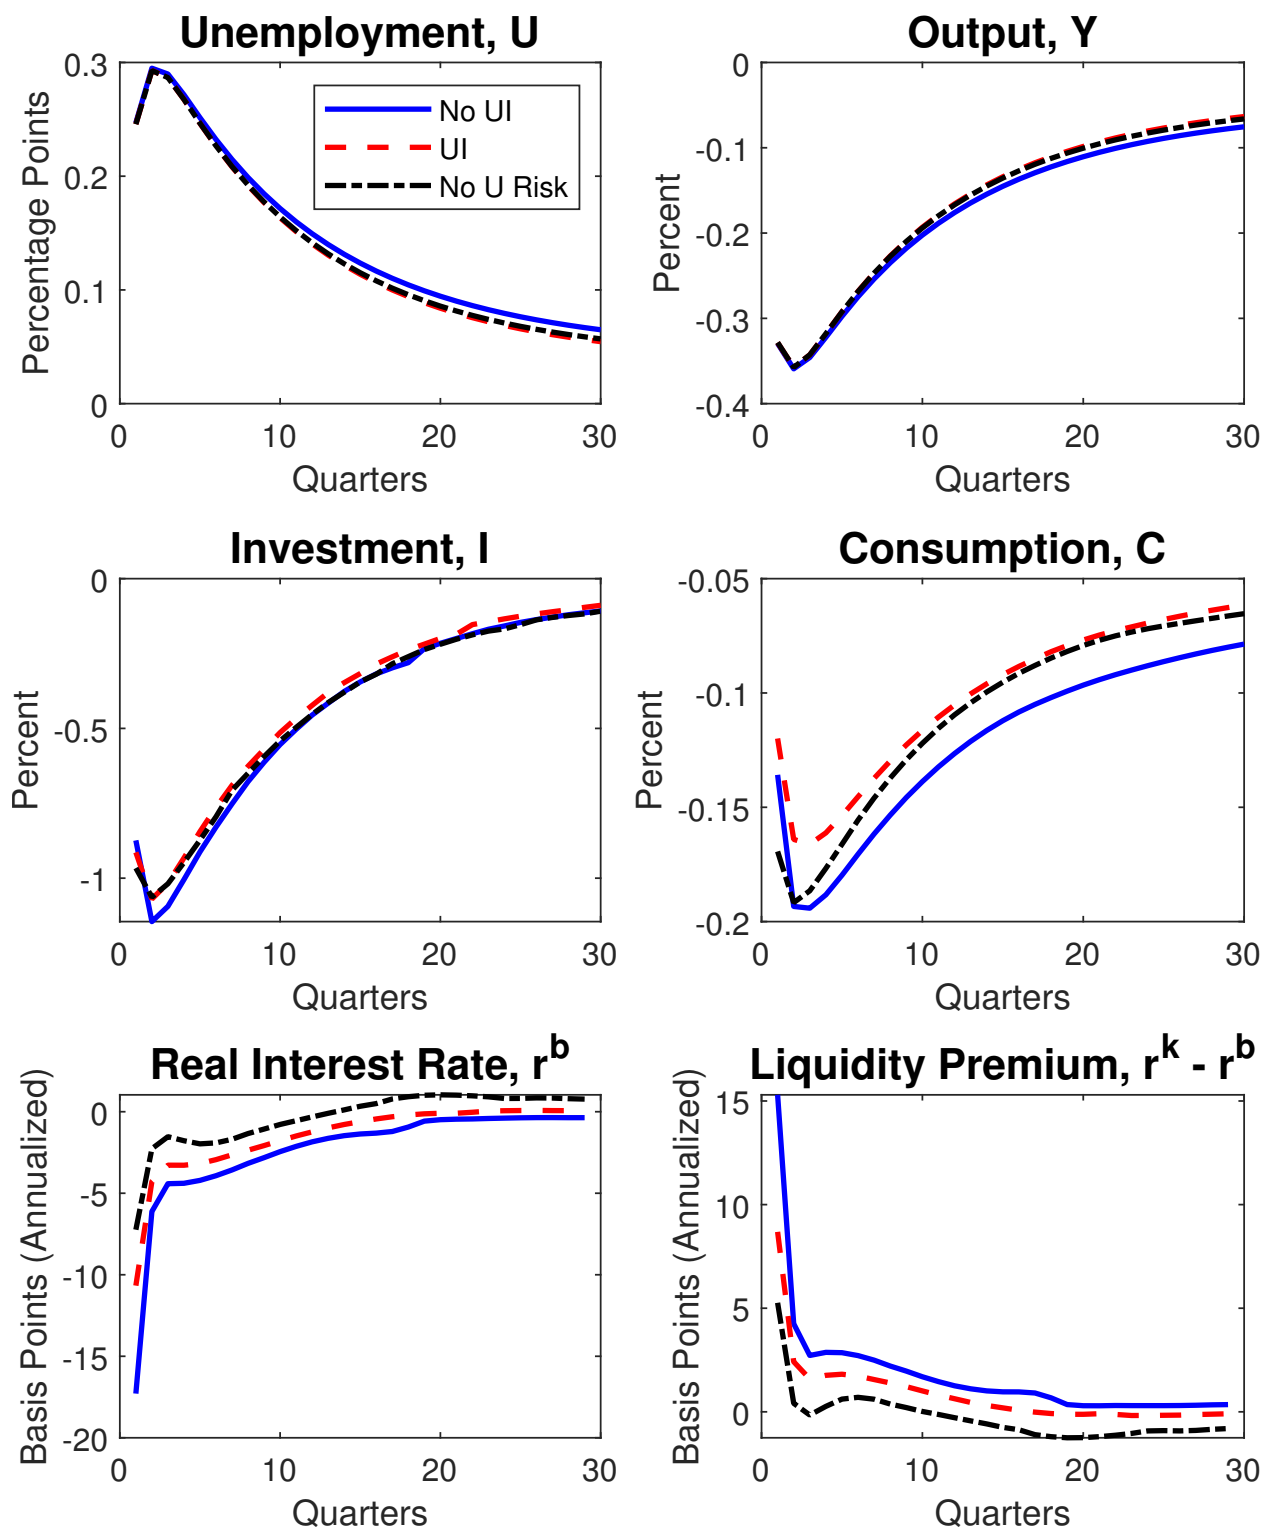 Unemployment, U
Percentage Points
0.3
0.2
0.1
0
0
10
20
30
Quarters
No UI
UI
No U Risk
Output, Y
Percent
0
-0.1
-0.2
-0.3
-0.4
0
10
20
30
Quarters
Investment, I
Percent
0
-0.5
-1
0
10
20
30
Quarters
Consumption, C
Percent
-0.05
-0.1
-0.15
-0.2
0
10
20
30
Quarters
Real Interest Rate, r^b
Basis Points (Annualized)
0
-5
-10
-15
-20
0
10
20
30
Quarters
Liquidity Premium, r^k - r^b
Basis Points (Annualized)
15
10
5
0
0
10
20
30
Quarters